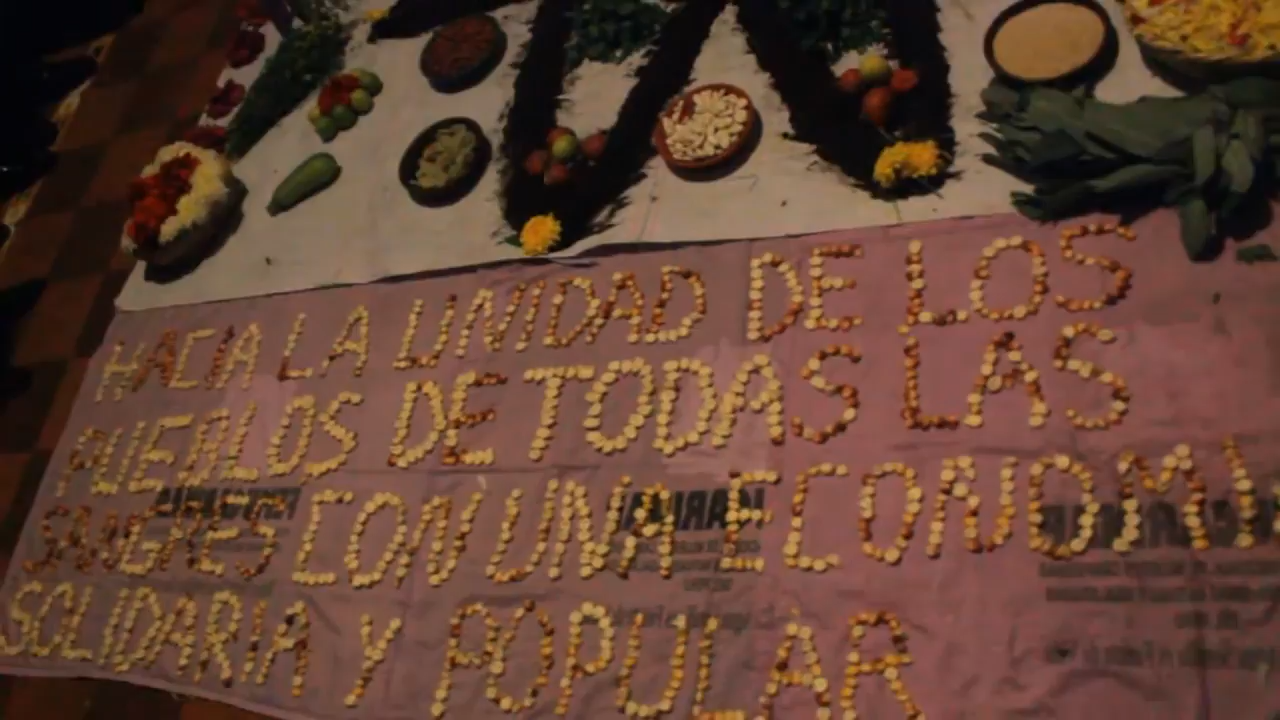 HACIA LA UNIDAD DE LOS
PUEBLOS DE TODAS LAS
SANGRES CON UNA ECONOMI
SOLIDARIA Y POPULAR